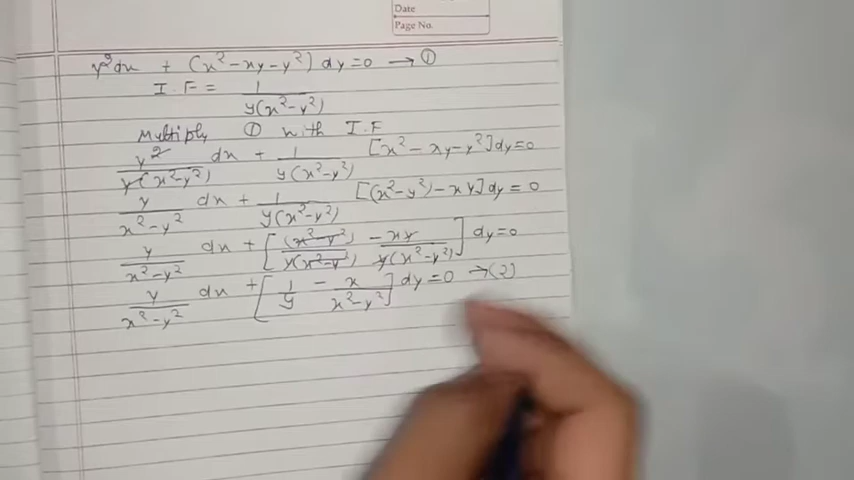 Date
Page No.
y²dx + (x²-xy-y²) dy=0 → ①
I.F = 1/y(x²-y²)
Multiply ① with I.F
y²/y(x²-y²) dx + 1/y(x²-y²) [x²-xy-y²]dy=0
y/x²-y² dx + 1/y(x²-y²) [(x²-y²)-xy]dy=0
y/x²-y² dx + [(x²-y²)/y(x²-y²) - xy/y(x²-y²)] dy=0
y/x²-y² dx + [1/y - x/x²-y²] dy=0 → (2)